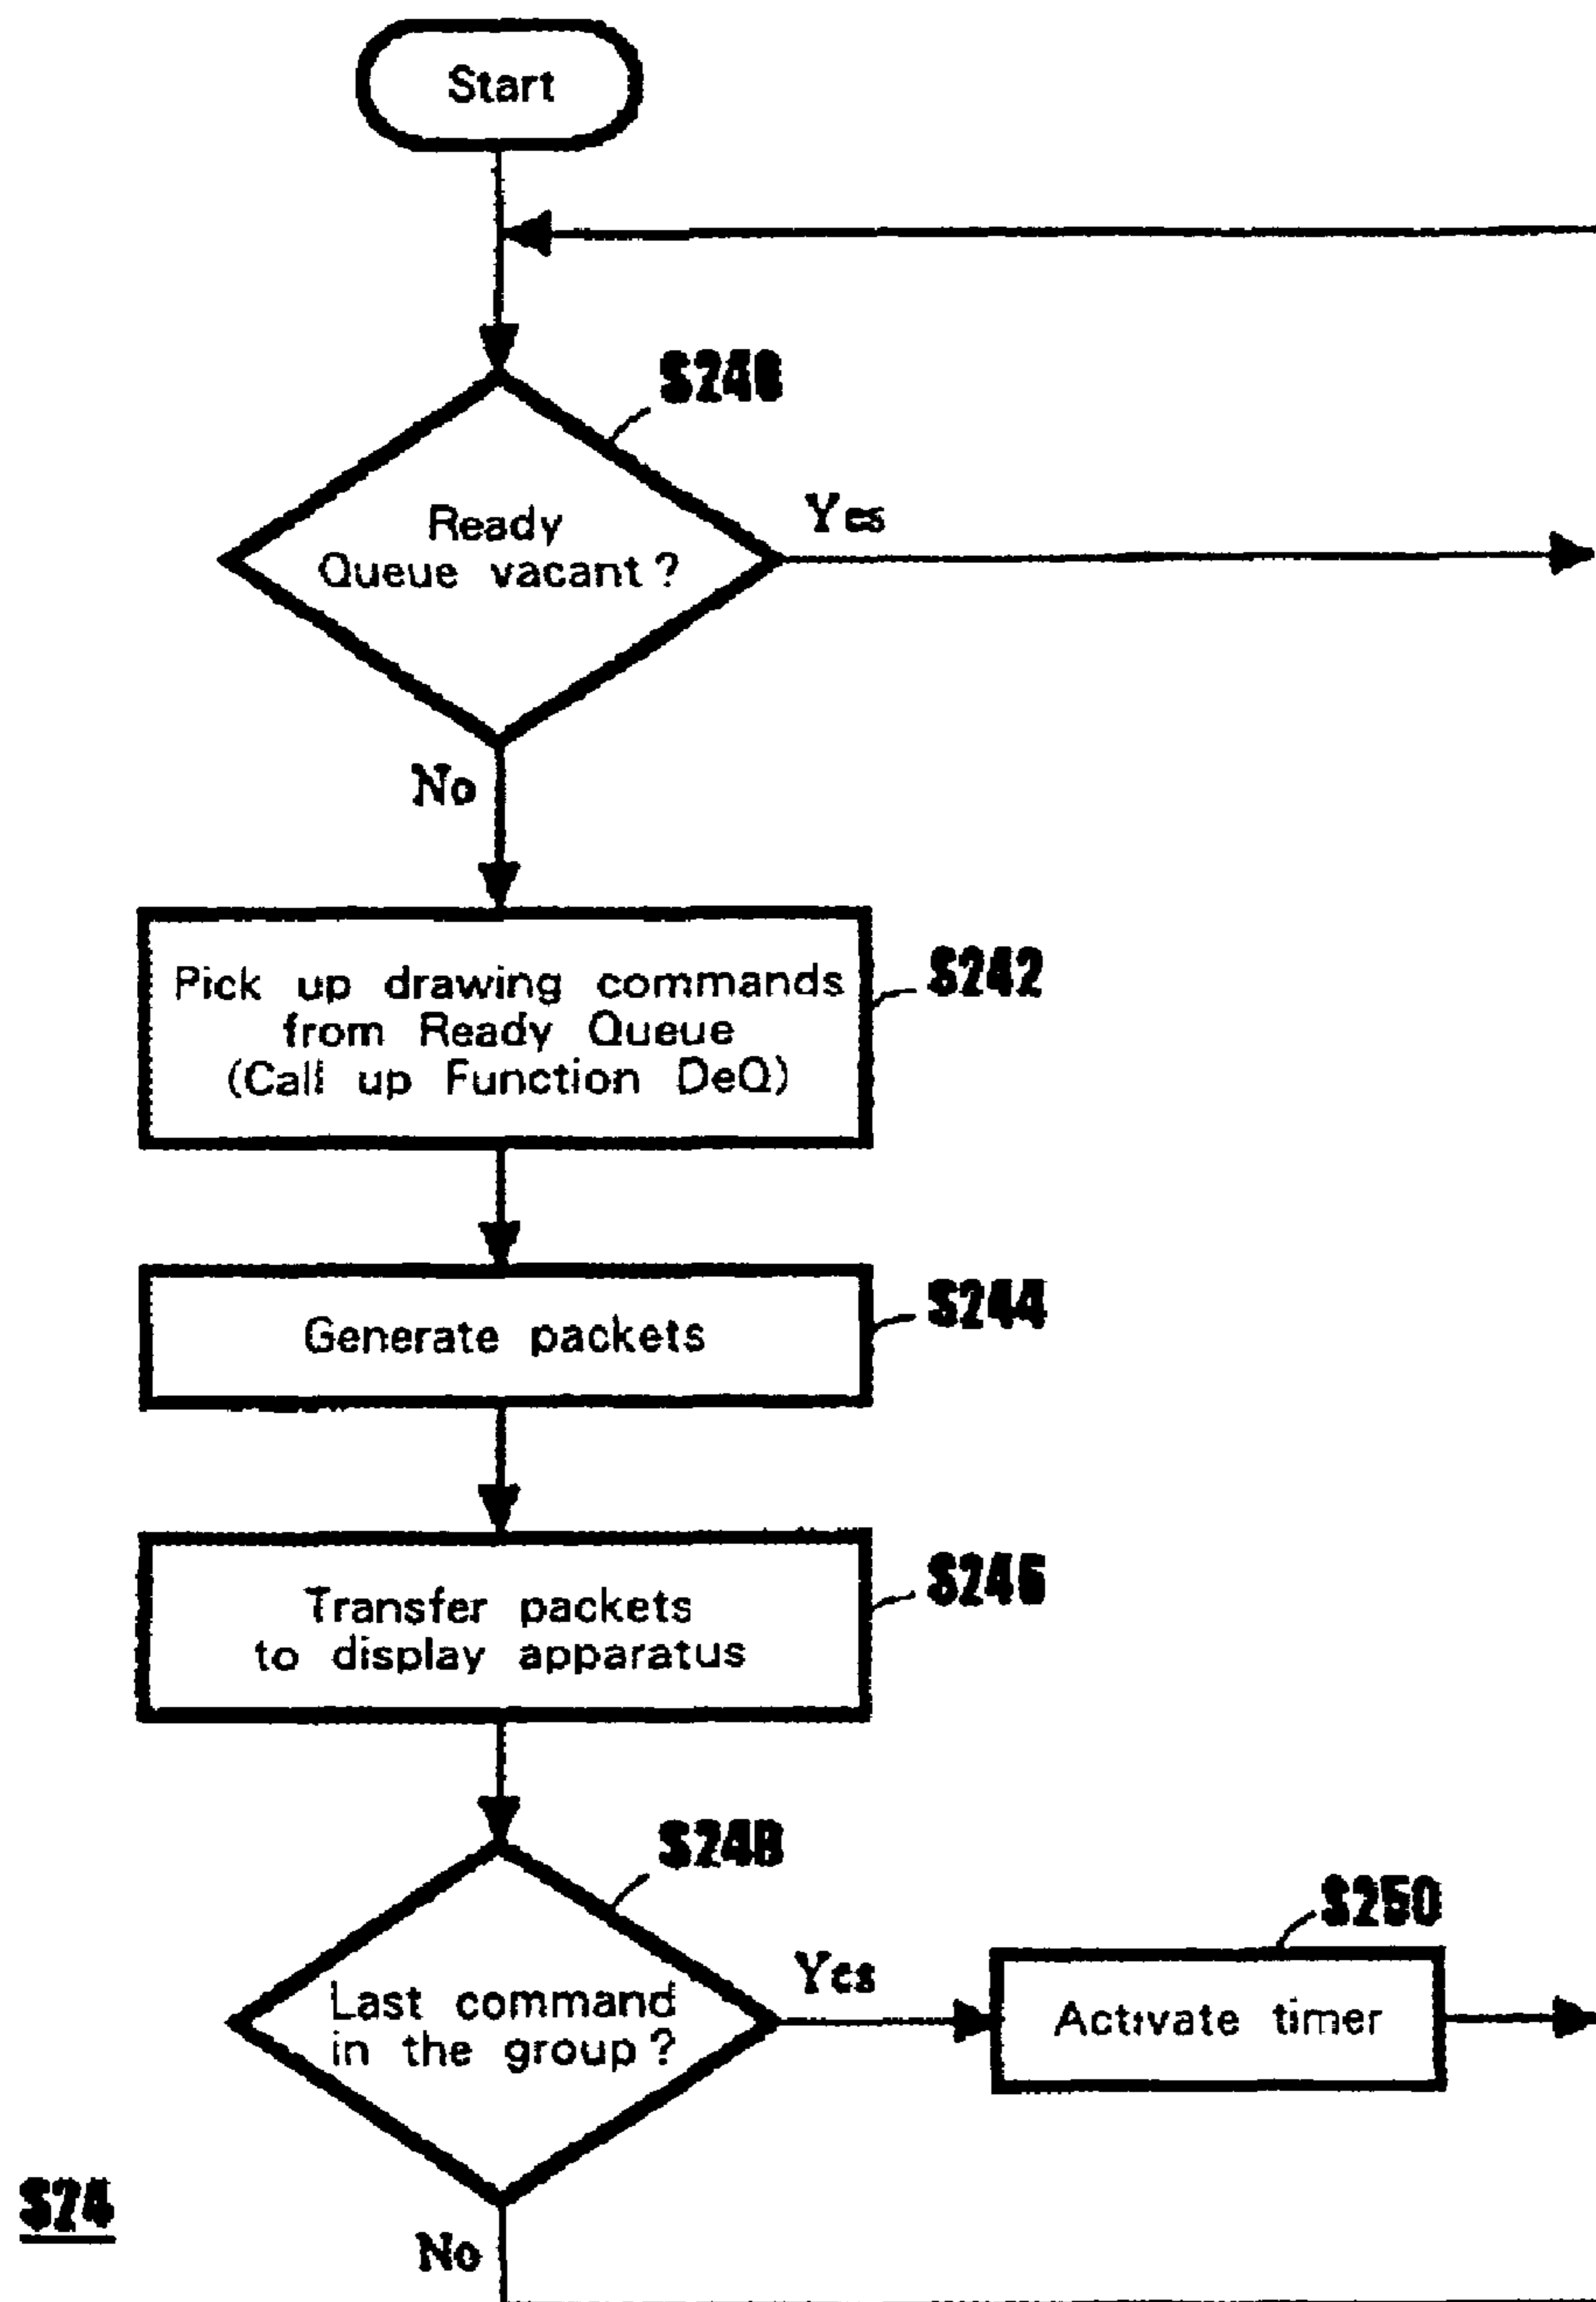 Start
S240
Ready
Queue vacant?
Yes
No
Pick up drawing commands
from Ready Queue
(Call up Function DeQ)
S242
Generate packets
S244
Transfer packets
to display apparatus
S246
S248
Last command
in the group?
Yes
S250
Activate timer
S24
No